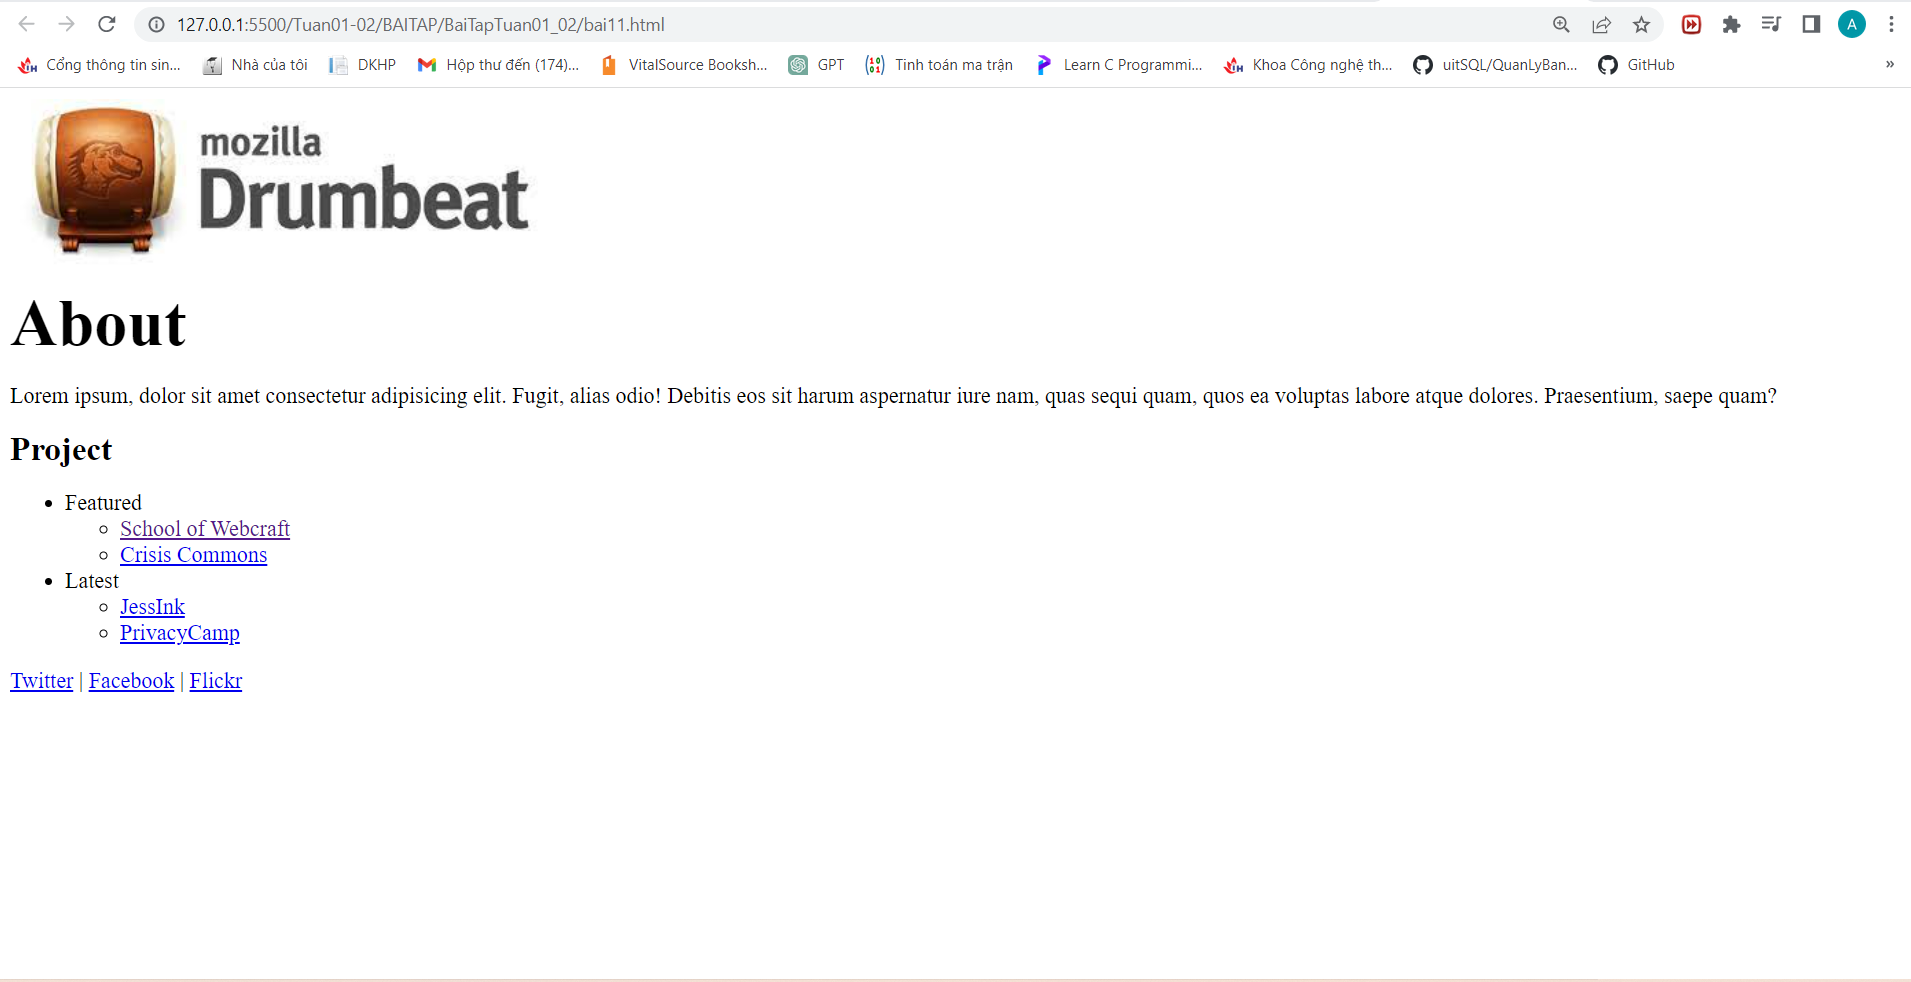 127.0.0.1:5500/Tuan01-02/BAITAP/BaiTapTuan01_02/bai11.html
A
Cổng thông tin sin... Nhà của tôi DKHP Hộp thư đến (174)... VitalSource Booksh... GPT Tinh toán ma trận Learn C Programmi... Khoa Công nghệ th... uitSQL/QuanLyBan... GitHub »
mozilla
Drumbeat
About
Lorem ipsum, dolor sit amet consectetur adipisicing elit. Fugit, alias odio! Debitis eos sit harum aspernatur iure nam, quas sequi quam, quos ea voluptas labore atque dolores. Praesentium, saepe quam?
Project
Featured
School of Webcraft
Crisis Commons
Latest
JessInk
PrivacyCamp
Twitter | Facebook | Flickr